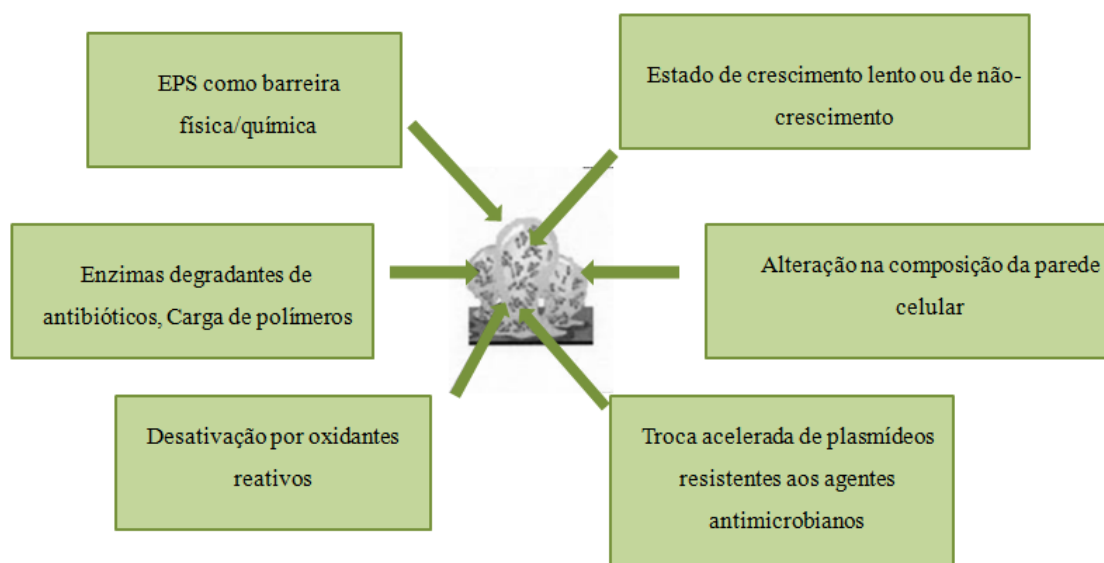 EPS como barreira
física/química
Estado de crescimento lento ou de não-
crescimento
Enzimas degradantes de
antibióticos, Carga de polímeros
Alteração na composição da parede
celular
Desativação por oxidantes
reativos
Troca acelerada de plasmídeos
resistentes aos agentes
antimicrobianos